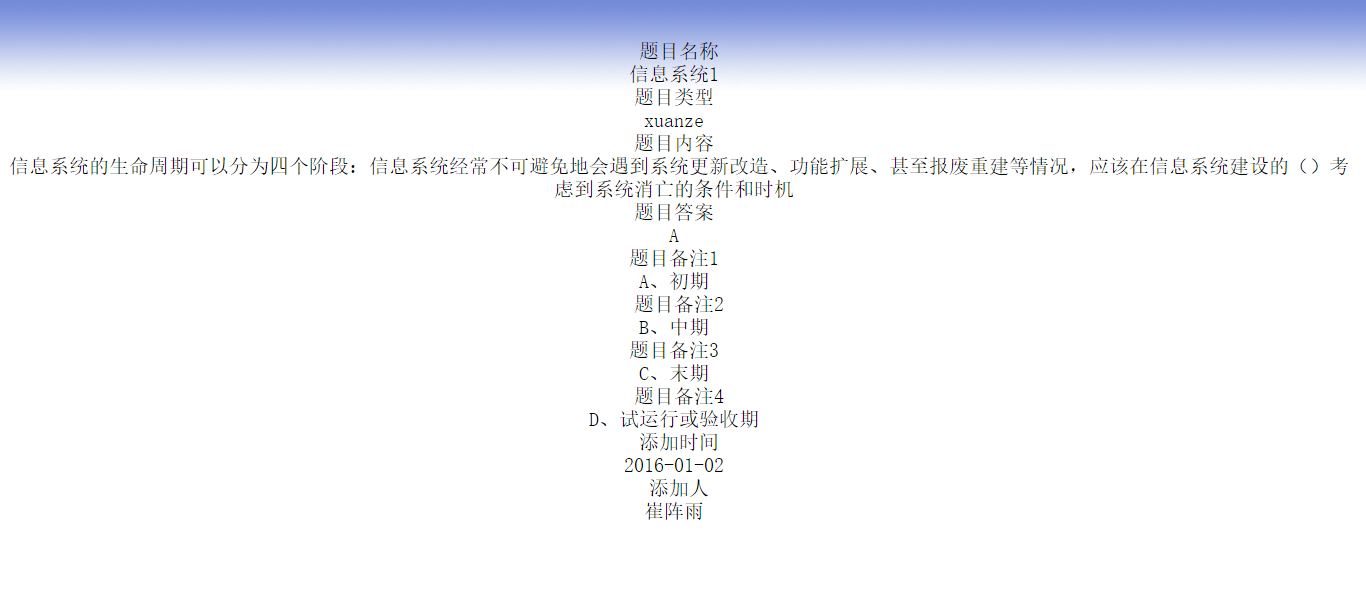 题目名称
信息系统1
题目类型
xuanze
题目内容
信息系统的生命周期可以分为四个阶段：信息系统经常不可避免地会遇到系统更新改造、功能扩展、甚至报废重建等情况，应该在信息系统建设的（）考
虑到系统消亡的条件和时机
题目答案
A
题目备注1
A、初期
题目备注2
B、中期
题目备注3
C、末期
题目备注4
D、试运行或验收期
添加时间
2016-01-02
添加人
崔阵雨